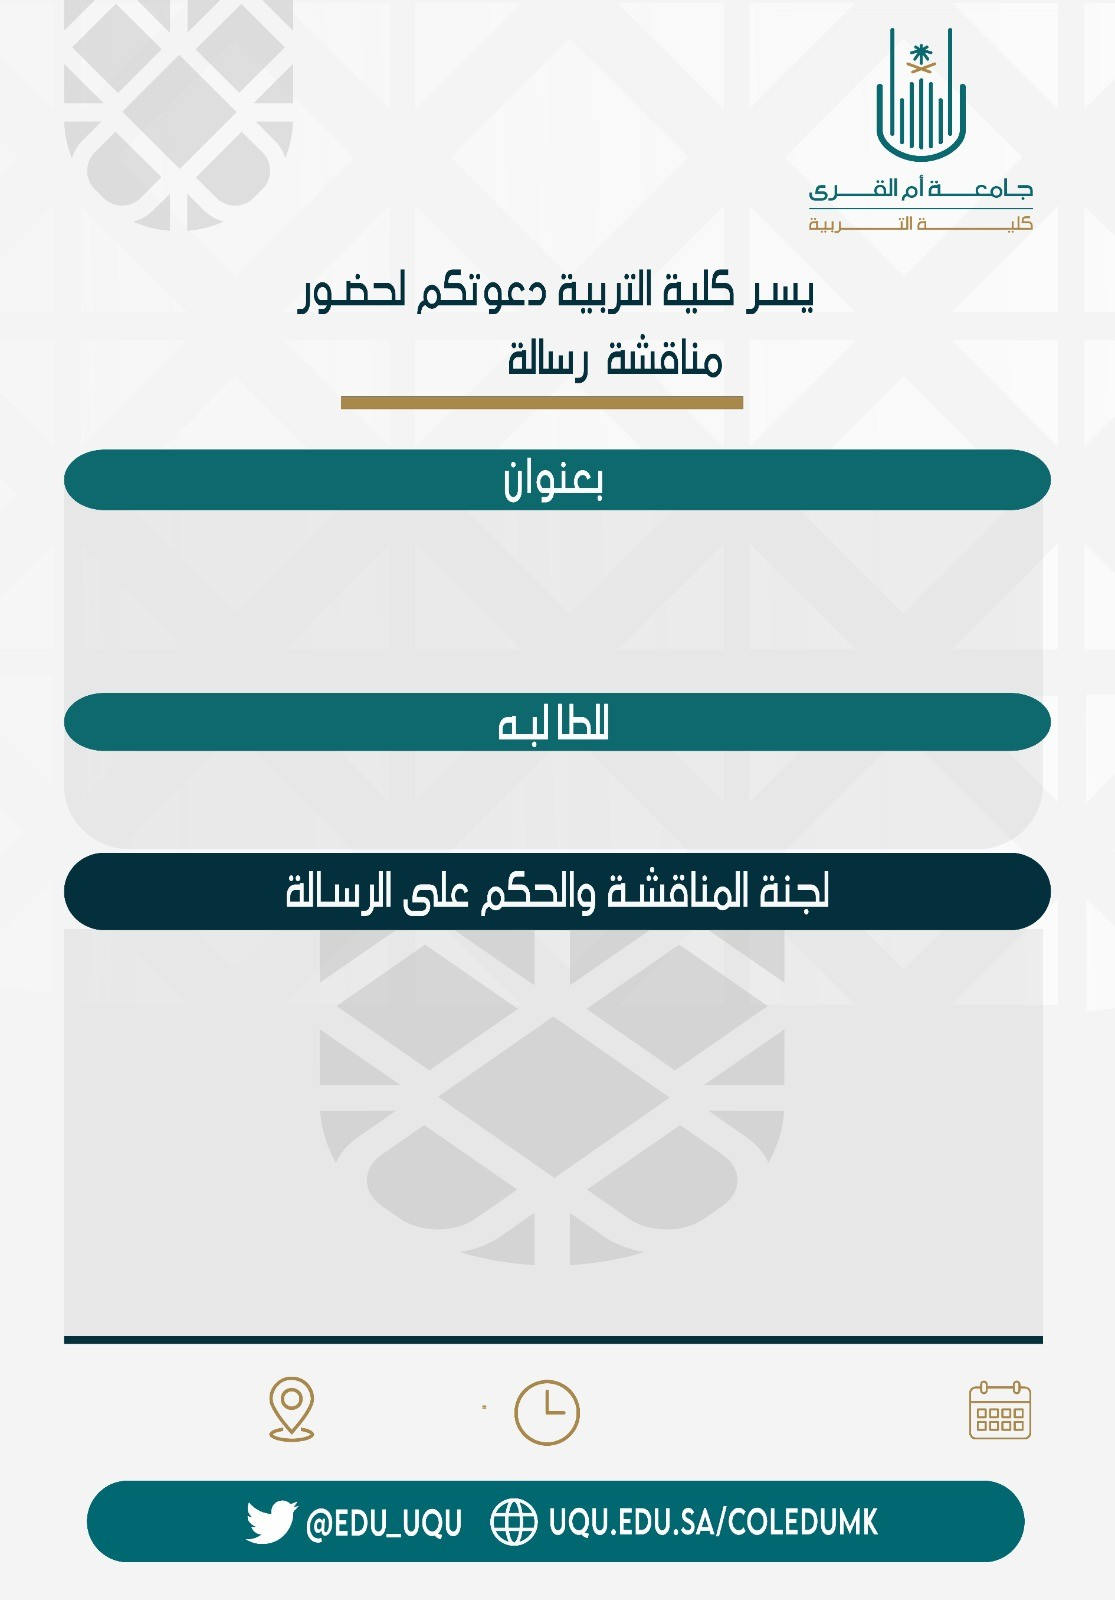 جامعة أم القرى
كلية التربية
يسر كلية التربية دعوتكم لحضور
مناقشة رسالة
بعنوان
للطالبه
لجنة المناقشة والحكم على الرسالة
@EDU_UQU UQU.EDU.SA/COLEDUMK